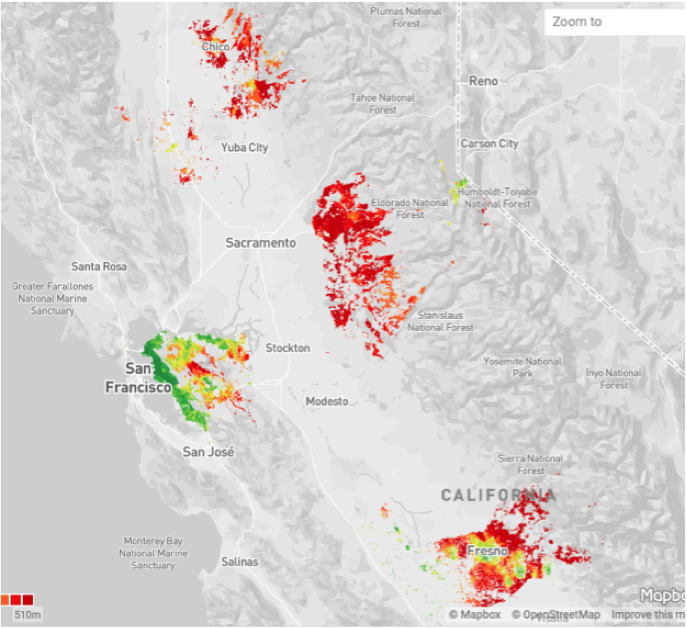 Plumas National
Forest
Zoom to
Chico
Reno
Tahoe National
Forest
Yuba City
Carson City
Humboldt-Toiyabe
National Forest
Eldorado National
Forest
Sacramento
Santa Rosa
Greater Farallones
National Marine
Sanctuary
Stanislaus
National Forest
Stockton
San
Francisco
Yosemite National
Park
Inyo National
Forest
Modesto
San José
Sierra National
Forest
CALIFORNIA
Monterey Bay
National Marine
Sanctuary
Fresno
Salinas
Mapbo
510m
© Mapbox © OpenStreetMap Improve this m
Visalia